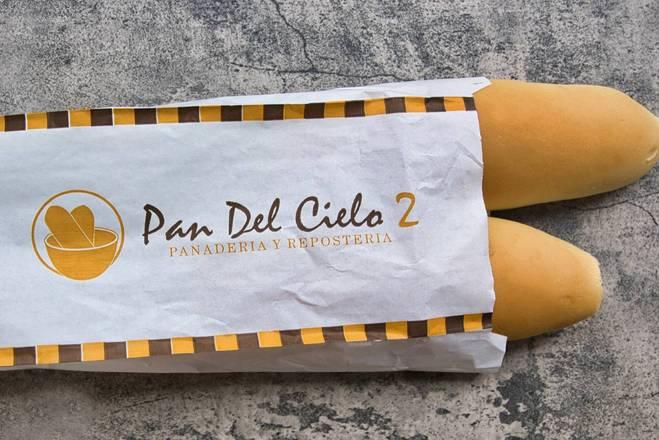 Pan Del Cielo 2
PANADERIA Y REPOSTERIA